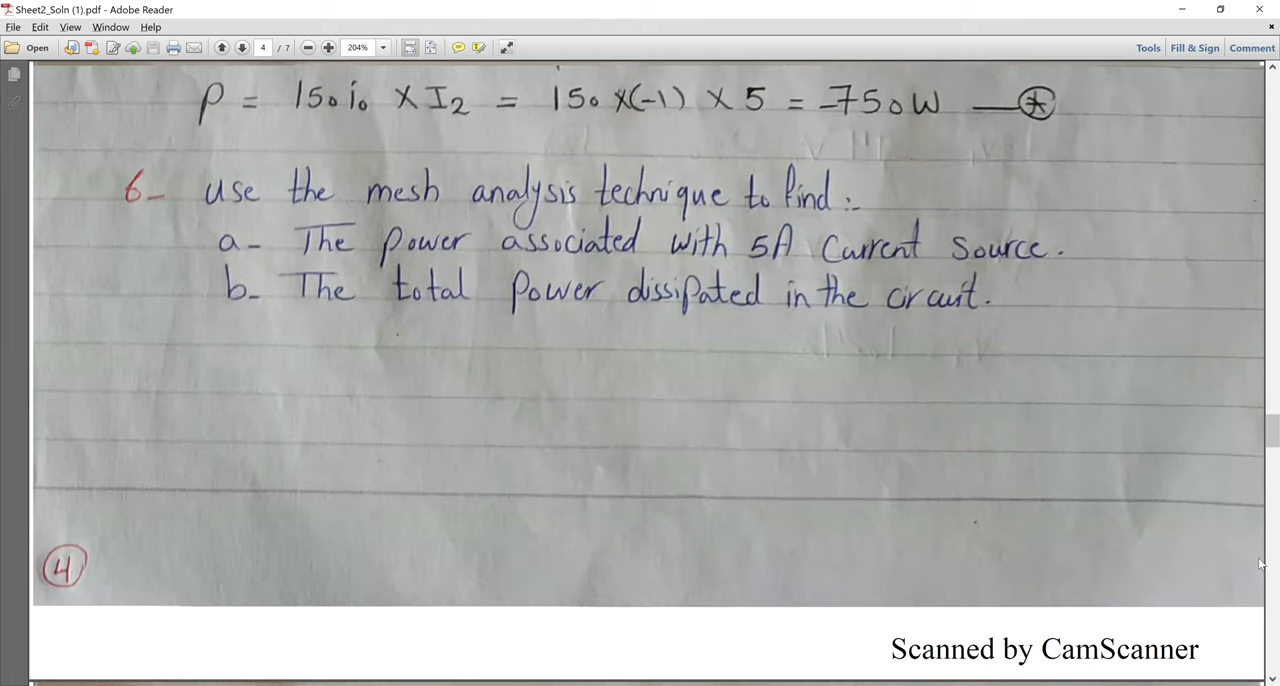 Sheet2_Soln (1).pdf - Adobe Reader
File Edit View Window Help
Open 4 / 7 204% Tools Fill & Sign Comment
P = 150 i₀ × I₂ = 150 × (-1) × 5 = -750 W —⊛
6- use the mesh analysis technique to find:-
a- The power associated with 5A Current Source.
b- The total power dissipated in the circuit.
4
Scanned by CamScanner